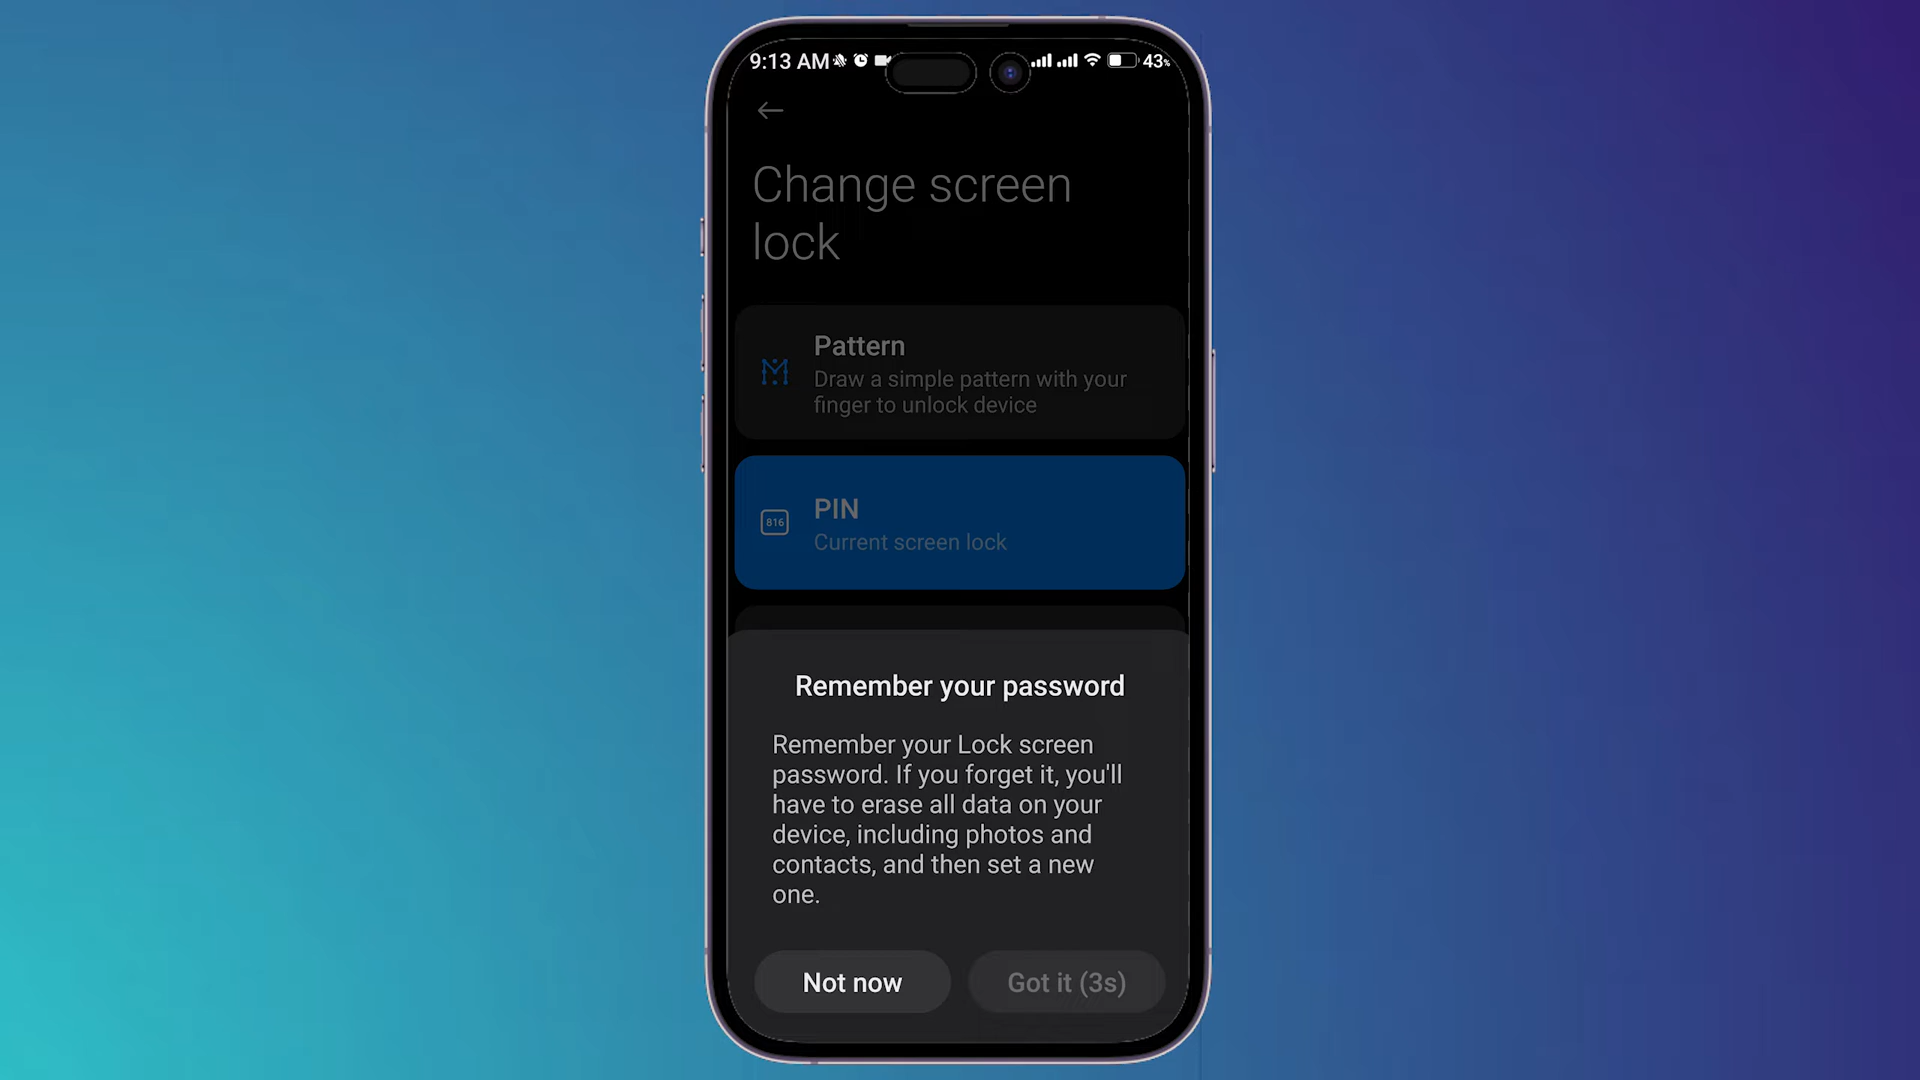 9:13 AM 43%
Change screen
lock
Pattern
Draw a simple pattern with your
finger to unlock device
816
PIN
Current screen lock
Remember your password
Remember your Lock screen
password. If you forget it, you'll
have to erase all data on your
device, including photos and
contacts, and then set a new
one.
Not now Got it (3s)